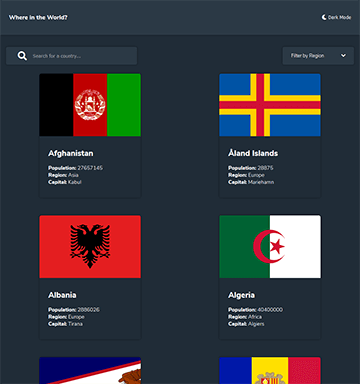 Where in the World?
Dark Mode
Search for a country...
Filter by Region
Afghanistan
Population: 27657145
Region: Asia
Capital: Kabul
Åland Islands
Population: 28875
Region: Europe
Capital: Mariehamn
Albania
Population: 2886026
Region: Europe
Capital: Tirana
Algeria
Population: 40400000
Region: Africa
Capital: Algiers